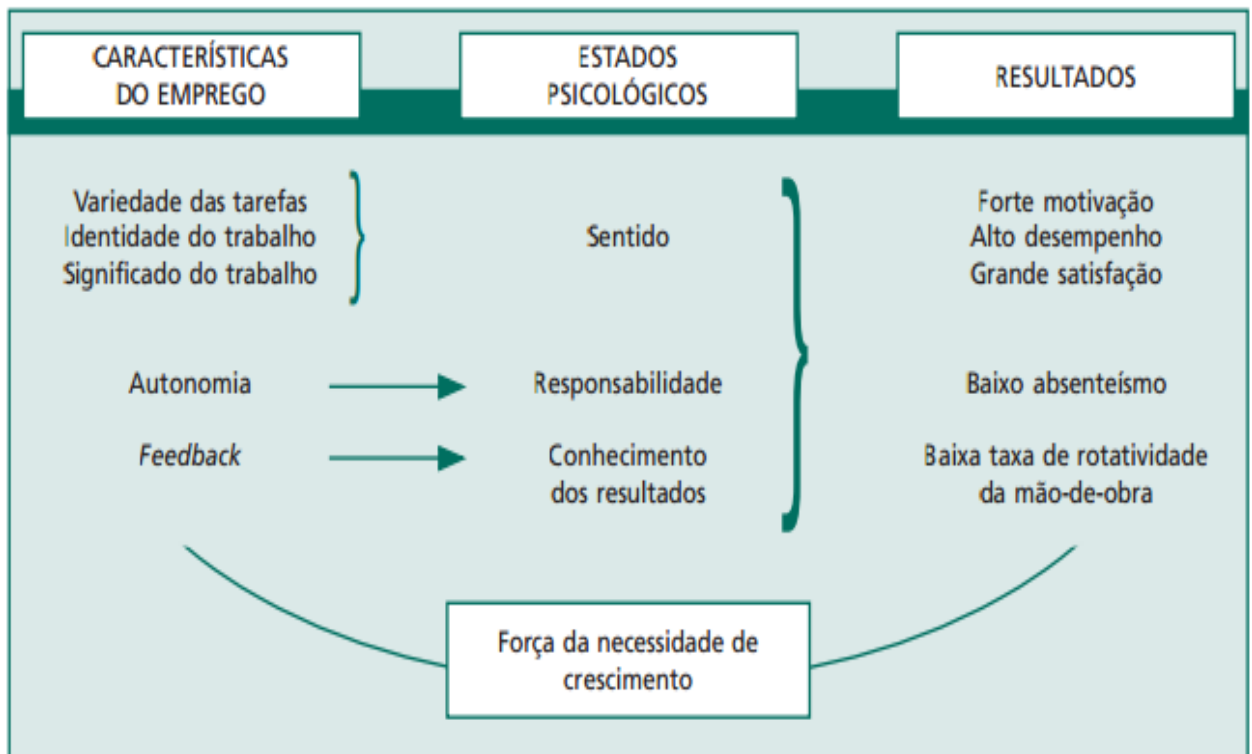 CARACTERÍSTICAS
DO EMPREGO
ESTADOS
PSICOLÓGICOS
RESULTADOS
Variedade das tarefas
Identidade do trabalho
Significado do trabalho
Sentido
Forte motivação
Alto desempenho
Grande satisfação
Autonomia
Responsabilidade
Baixo absenteísmo
Feedback
Conhecimento
dos resultados
Baixa taxa de rotatividade
da mão-de-obra
Força da necessidade de
crescimento